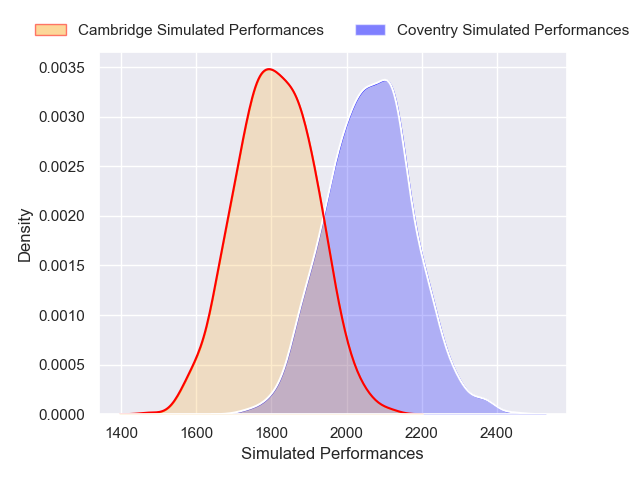 Cambridge Simulated Performances
Coventry Simulated Performances
0.0035
0.0030
0.0025
0.0020
0.0015
0.0010
0.0005
0.0000
Density
1400 1600 1800 2000 2200 2400
Simulated Performances